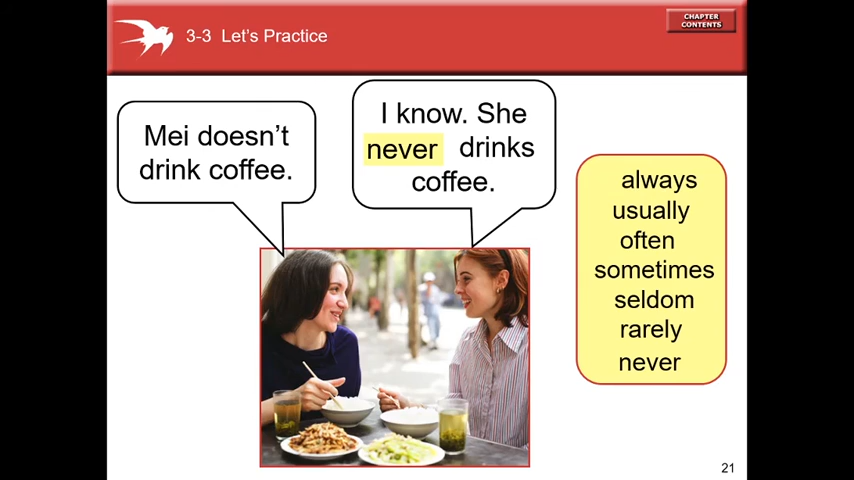 3-3 Let's Practice
CHAPTER
CONTENTS
Mei doesn't
drink coffee.
I know. She
never drinks
coffee.
always
usually
often
sometimes
seldom
rarely
never
21